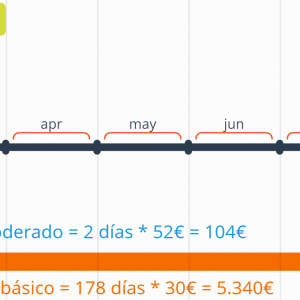 apr may jun
oderado = 2 días * 52€ = 104€
básico = 178 días * 30€ = 5.340€